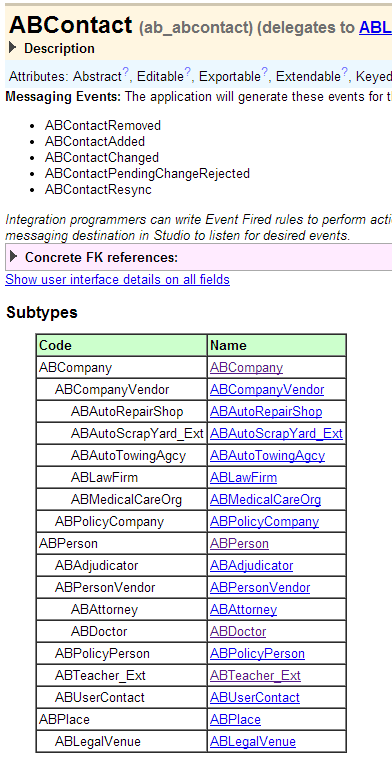 ABContact (ab_abcontact) (delegates to ABL
Description
Attributes: Abstract?, Editable?, Exportable?, Extendable?, Keyed
Messaging Events: The application will generate these events for t
ABContactRemoved
ABContactAdded
ABContactChanged
ABContactPendingChangeRejected
ABContactResync
Integration programmers can write Event Fired rules to perform acti
messaging destination in Studio to listen for desired events.
Concrete FK references:
Show user interface details on all fields
Subtypes
Code Name
ABCompany ABCompany
ABCompanyVendor ABCompanyVendor
ABAutoRepairShop ABAutoRepairShop
ABAutoScrapYard_Ext ABAutoScrapYard_Ext
ABAutoTowingAgcy ABAutoTowingAgcy
ABLawFirm ABLawFirm
ABMedicalCareOrg ABMedicalCareOrg
ABPolicyCompany ABPolicyCompany
ABPerson ABPerson
ABAdjudicator ABAdjudicator
ABPersonVendor ABPersonVendor
ABAttorney ABAttorney
ABDoctor ABDoctor
ABPolicyPerson ABPolicyPerson
ABTeacher_Ext ABTeacher_Ext
ABUserContact ABUserContact
ABPlace ABPlace
ABLegalVenue ABLegalVenue